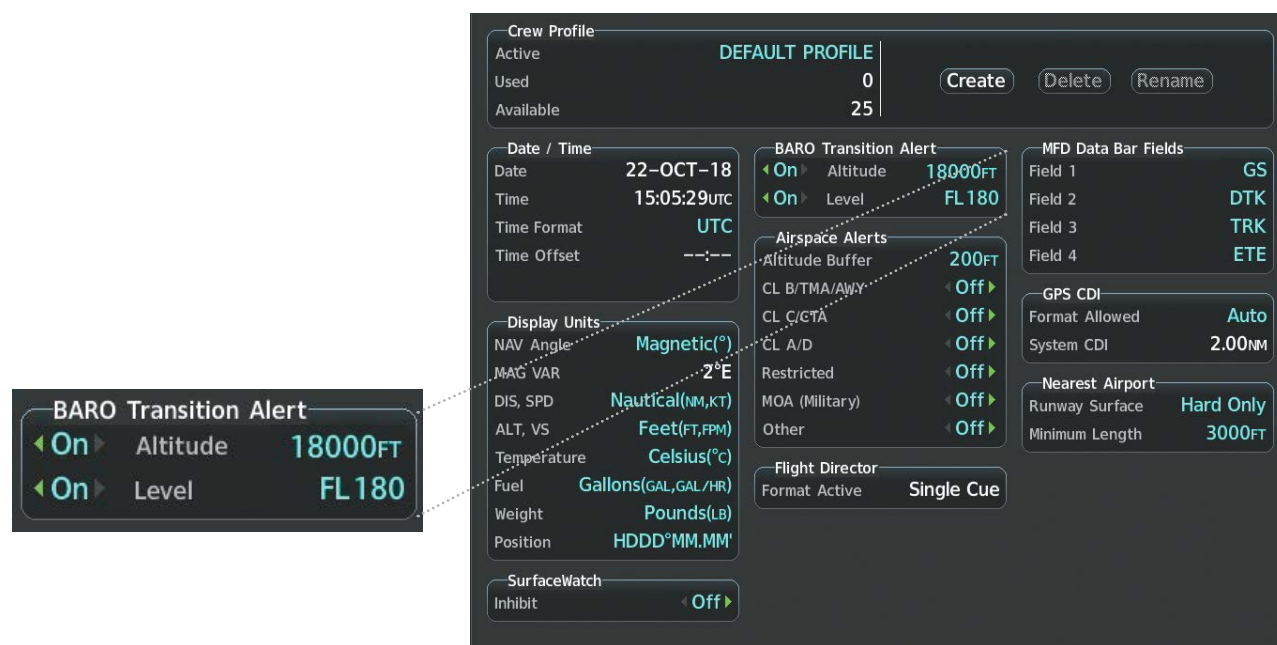 Crew Profile
Active DEFAULT PROFILE
Used 0
Available 25
Create Delete Rename
Date / Time
Date 22-OCT-18
Time 15:05:29UTC
Time Format UTC
Time Offset --:--
Display Units
NAV Angle Magnetic(°)
MAG VAR 2°E
DIS, SPD Nautical(NM,KT)
ALT, VS Feet(FT,FPM)
Temperature Celsius(°C)
Fuel Gallons(GAL,GAL/HR)
Weight Pounds(LB)
Position HDDD°MM.MM'
SurfaceWatch
Inhibit Off
BARO Transition Alert
On Altitude 18000FT
On Level FL180
Airspace Alerts
Altitude Buffer 200FT
CL B/TMA/AWY Off
CL C/CTA Off
CL A/D Off
Restricted Off
MOA (Military) Off
Other Off
Flight Director
Format Active Single Cue
MFD Data Bar Fields
Field 1 GS
Field 2 DTK
Field 3 TRK
Field 4 ETE
GPS CDI
Format Allowed Auto
System CDI 2.00NM
Nearest Airport
Runway Surface Hard Only
Minimum Length 3000FT
BARO Transition Alert
On Altitude 18000FT
On Level FL180